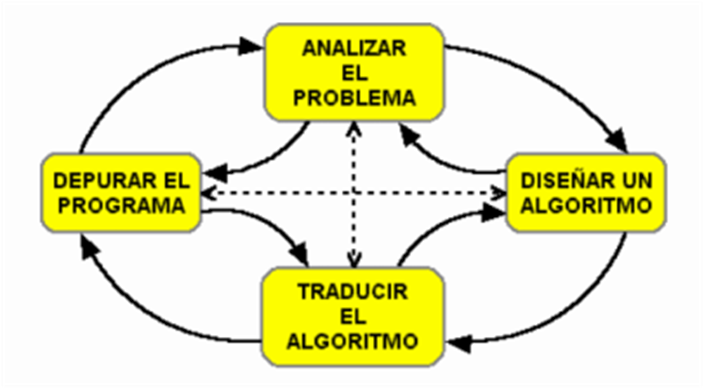 ANALIZAR
EL
PROBLEMA
DEPURAR EL
PROGRAMA
DISEÑAR UN
ALGORITMO
TRADUCIR
EL
ALGORITMO